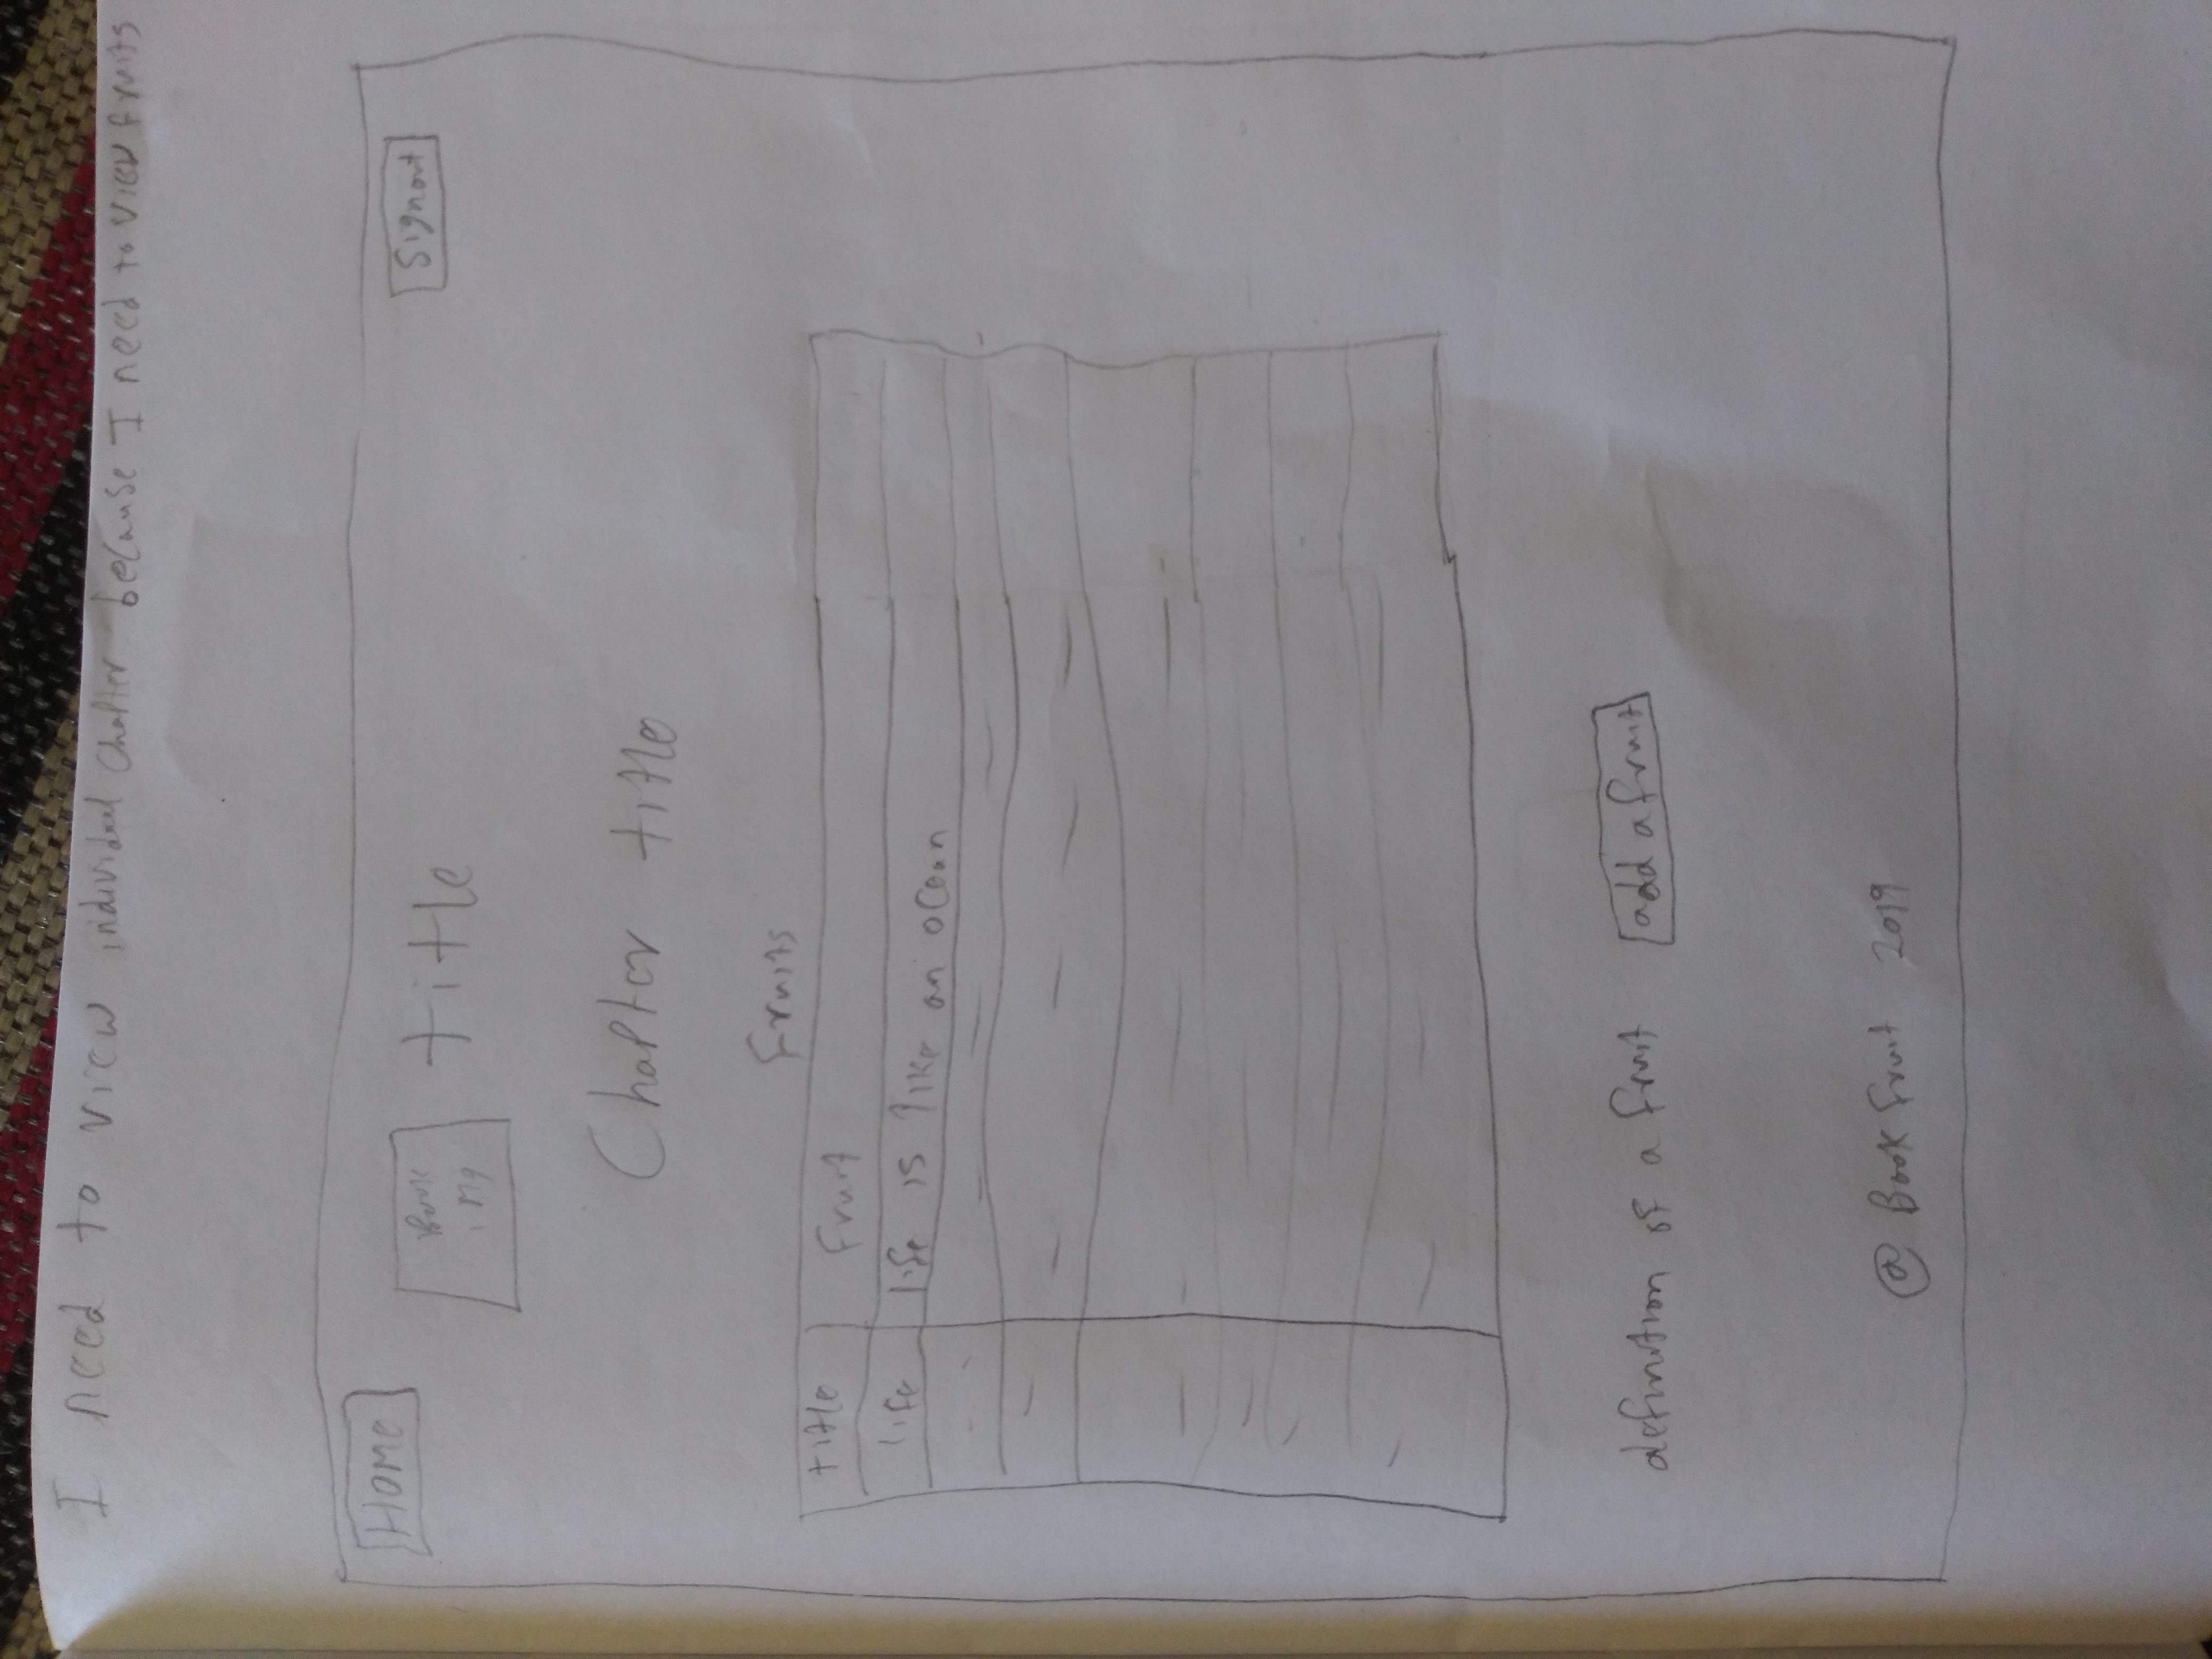 I need to view individual Chapter because I need to view fruits
Home
Book
img
title
Signout
Chapter title
fruits
title fruit
life life is like an ocean
definition of a fruit add a fruit
@ Book fruit 2019